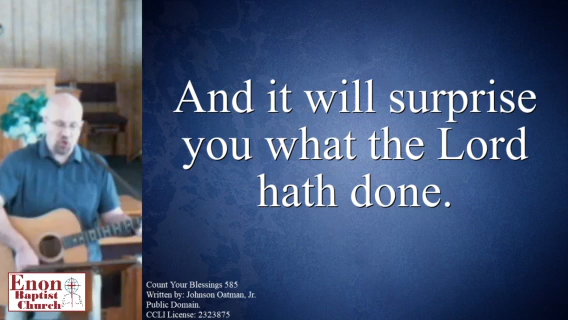 And it will surprise
you what the Lord
hath done.
Count Your Blessings 585
Written by: Johnson Oatman, Jr.
Public Domain.
CCLI License: 2323875
Enon
Baptist
Church